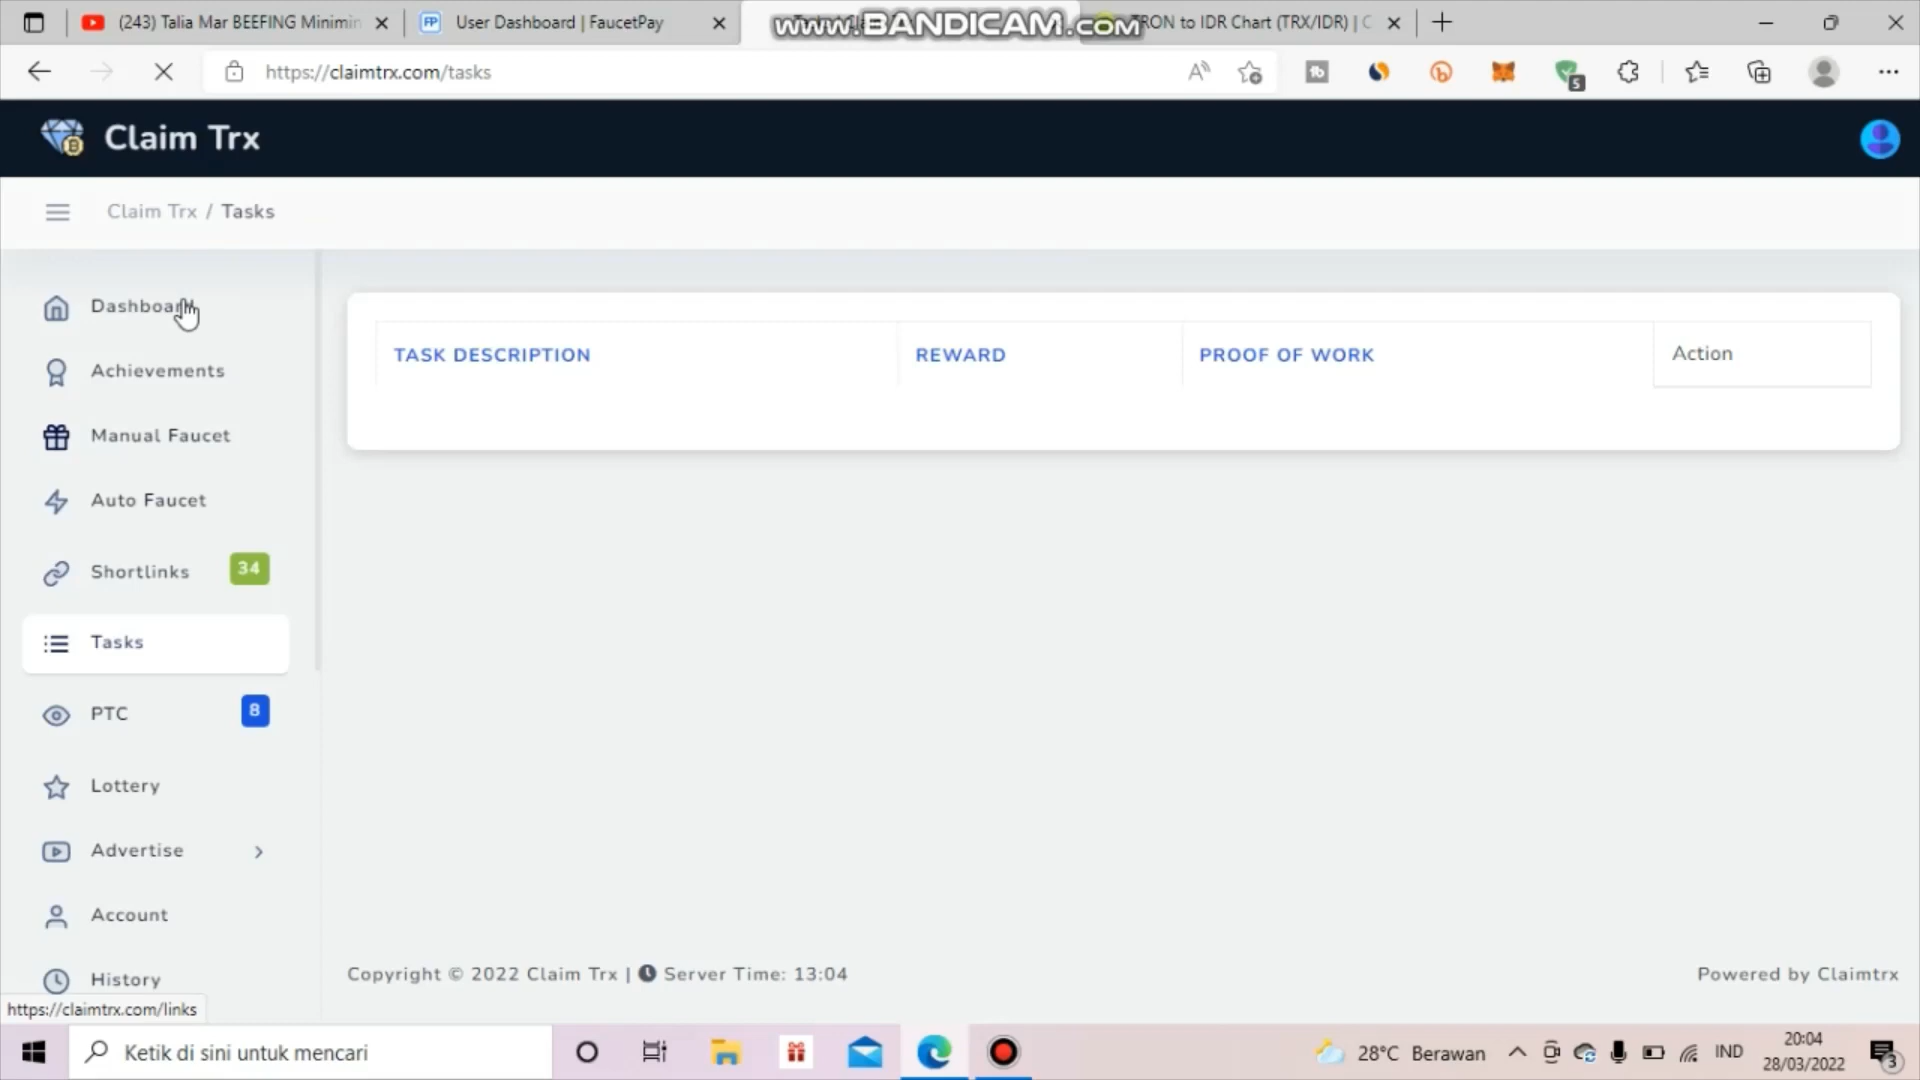 (243) Talia Mar BEEFING Minimin
User Dashboard | FaucetPay
www.BANDICAM.com
TRON to IDR Chart (TRX/IDR) | C
https://claimtrx.com/tasks
S
Claim Trx
Claim Trx / Tasks
Dashboard
Achievements
Manual Faucet
Auto Faucet
Shortlinks 34
Tasks
PTC 8
Lottery
Advertise
Account
History
TASK DESCRIPTION REWARD PROOF OF WORK Action
Copyright © 2022 Claim Trx | Server Time: 13:04
Powered by Claimtrx
https://claimtrx.com/links
Ketik di sini untuk mencari
28°C Berawan
IND
20:04
28/03/2022
3